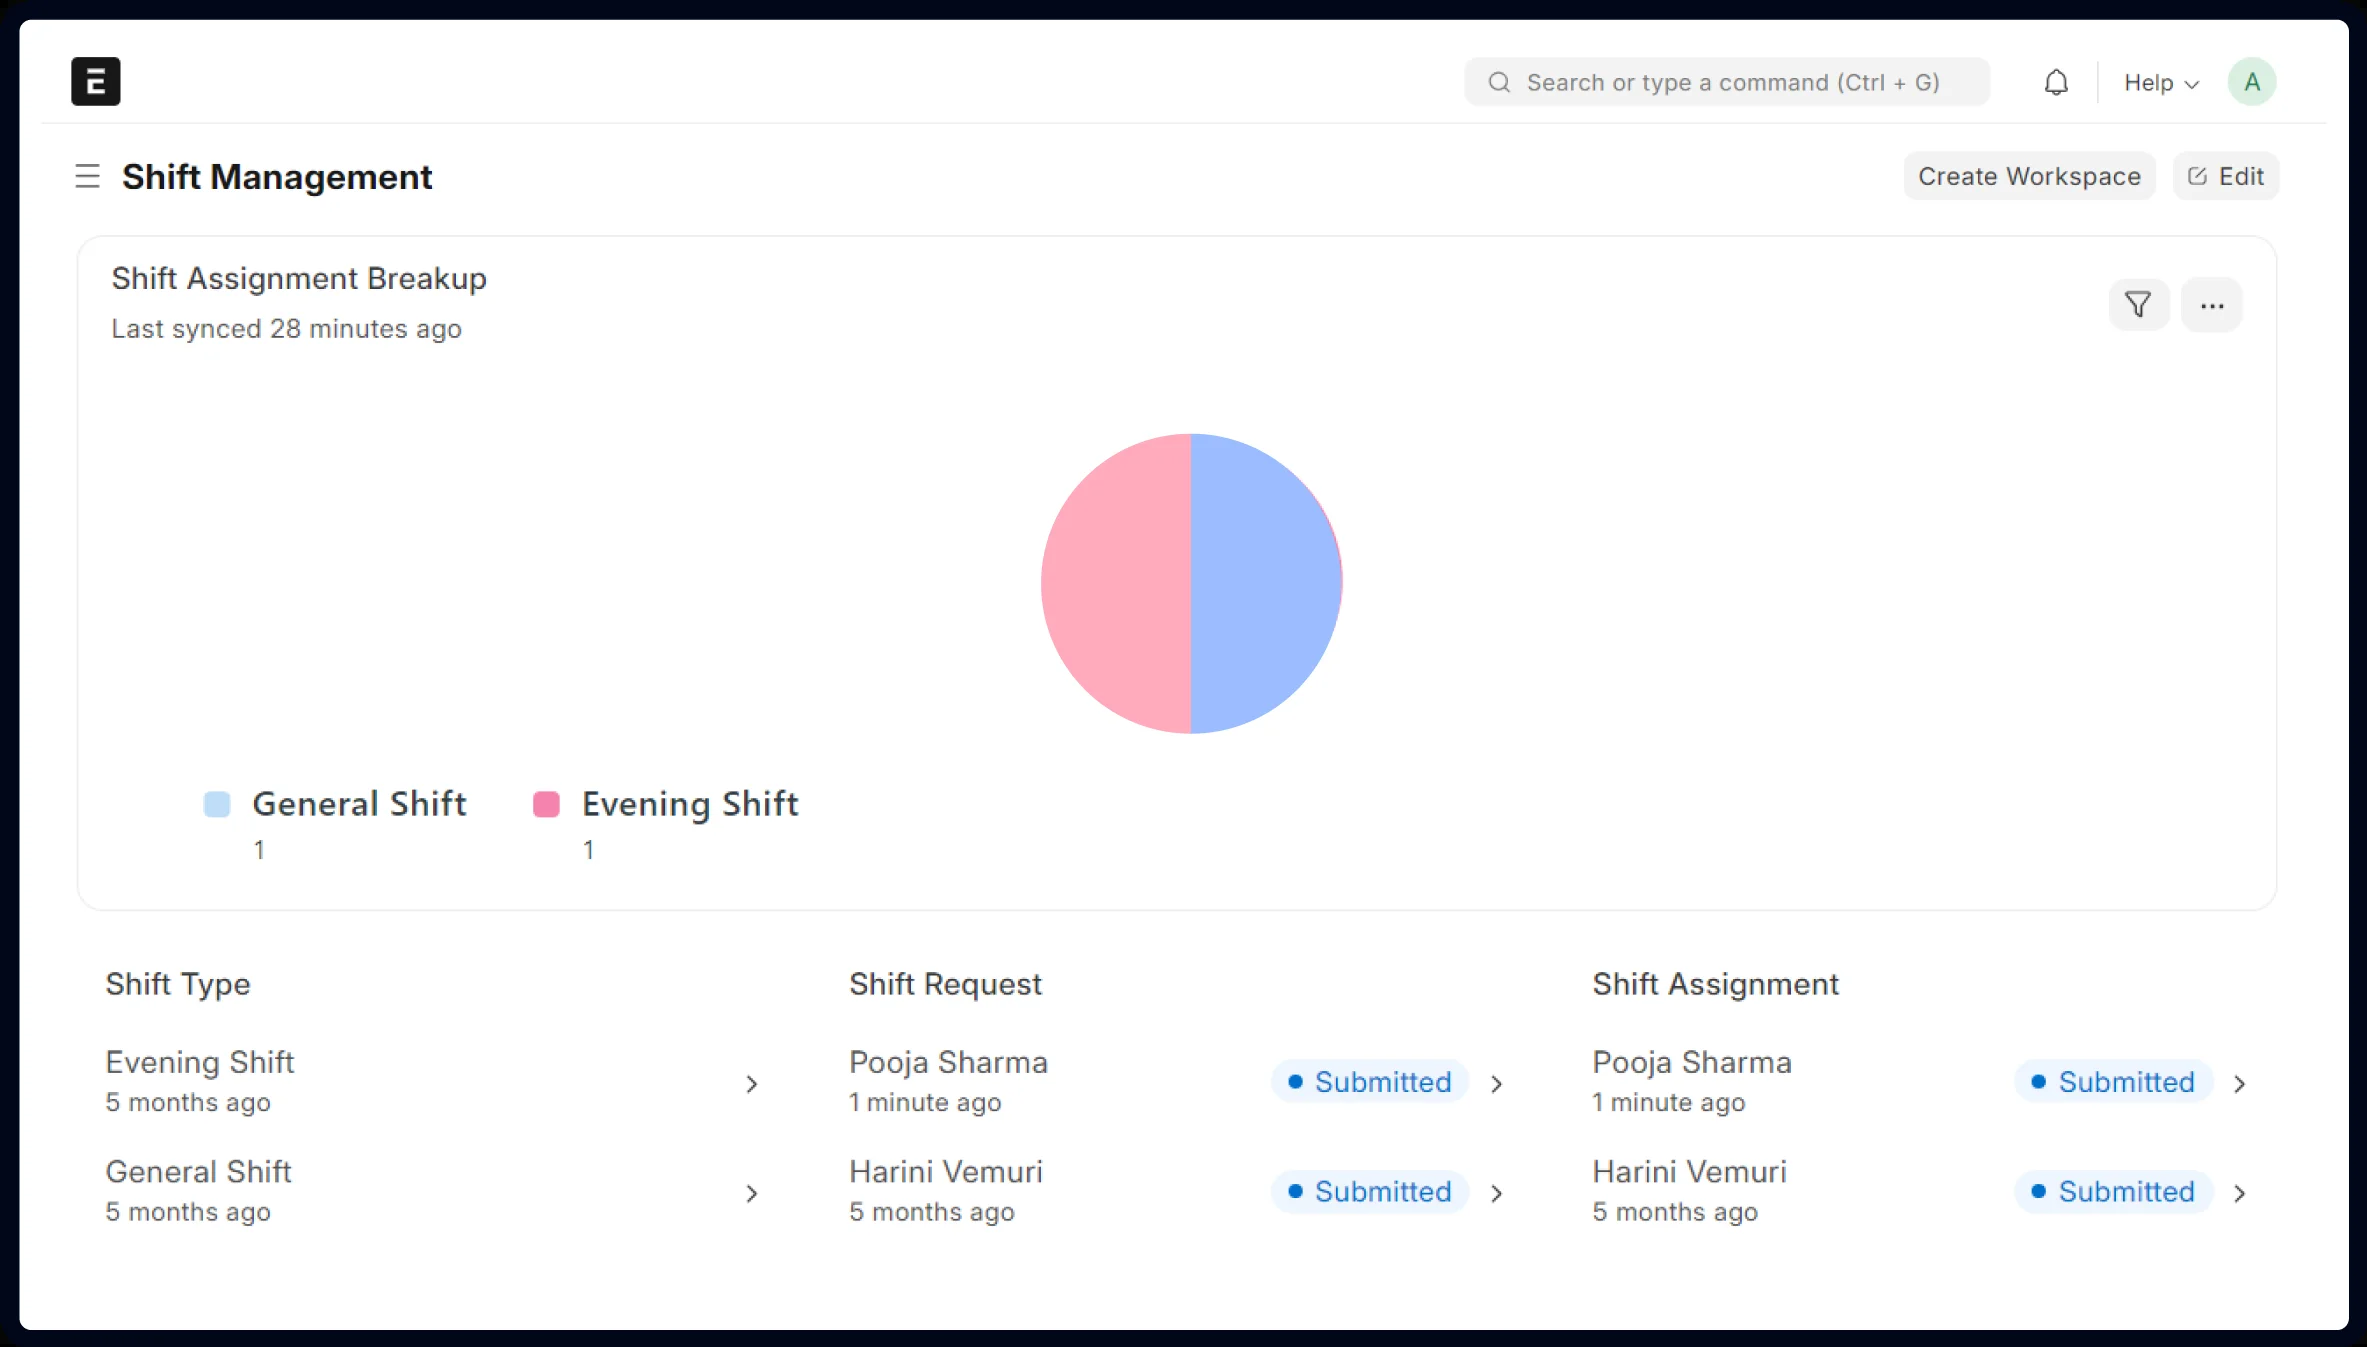 E
Search or type a command (Ctrl + G)
Help
A
Shift Management
Create Workspace
Edit
Shift Assignment Breakup
Last synced 28 minutes ago
General Shift
1
Evening Shift
1
Shift Type
Evening Shift
5 months ago
General Shift
5 months ago
Shift Request
Pooja Sharma
1 minute ago
Submitted
Harini Vemuri
5 months ago
Submitted
Shift Assignment
Pooja Sharma
1 minute ago
Submitted
Harini Vemuri
5 months ago
Submitted